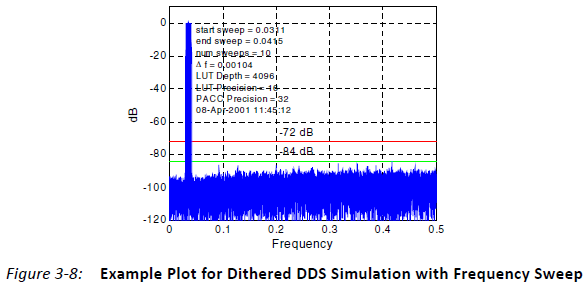 0
-20
-40
-60
-80
-100
-120
dB
start sweep = 0.0311
end sweep = 0.0415
num sweeps = 10
Δ f = 0.00104
LUT Depth = 4096
LUT Precision = 16
PACC Precision = 32
08-Apr-2001 11:45:12
-72 dB
-84 dB
0 0.1 0.2 0.3 0.4 0.5
Frequency
Figure 3-8: Example Plot for Dithered DDS Simulation with Frequency Sweep